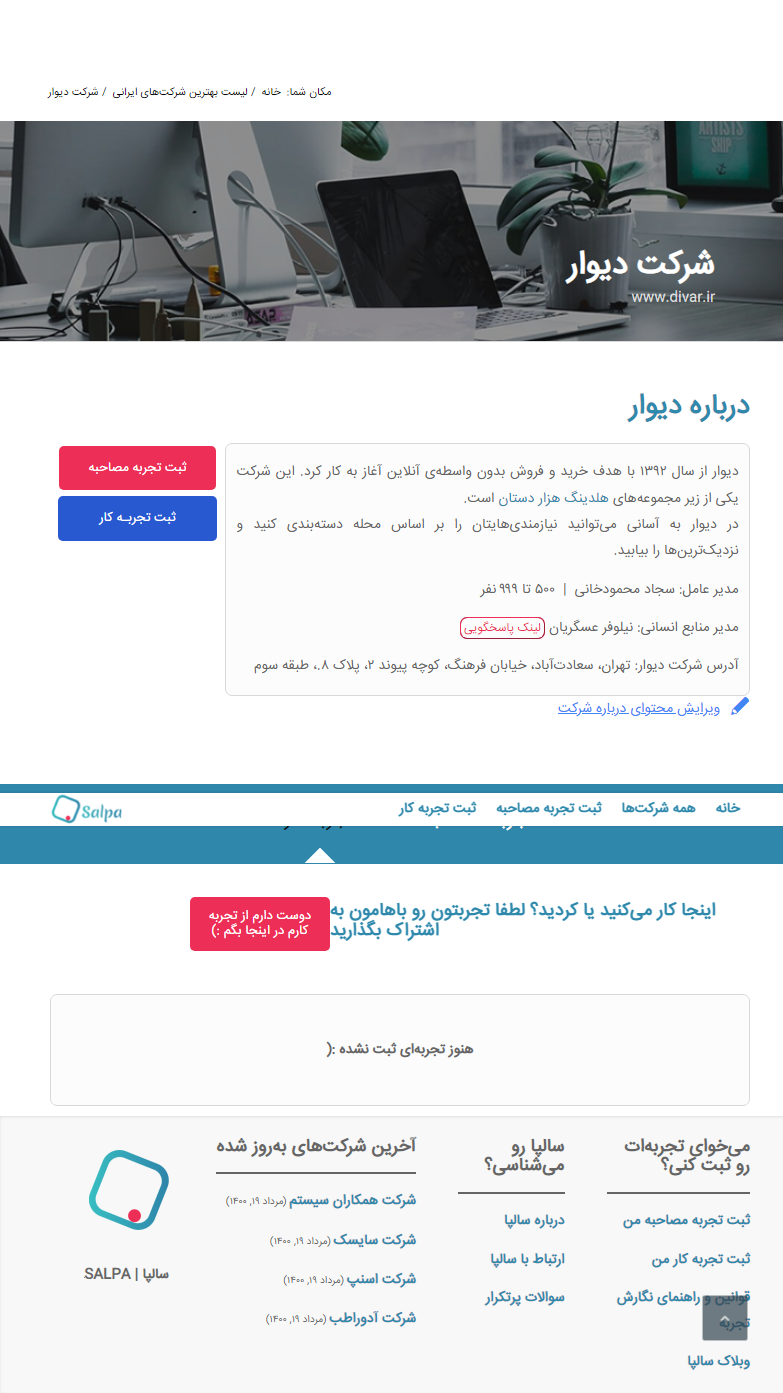 مکان شما: خانه / لیست بهترین شرکت‌های ایرانی / شرکت دیوار
ARTISTS
SHIP
شرکت دیوار
www.divar.ir
درباره دیوار
دیوار از سال ۱۳۹۲ با هدف خرید و فروش بدون واسطه‌ی آنلاین آغاز به کار کرد. این شرکت
یکی از زیر مجموعه‌های هلدینگ هزار دستان است.
در دیوار به آسانی می‌توانید نیازمندی‌هایتان را بر اساس محله دسته‌بندی کنید و
نزدیک‌ترین‌ها را بیابید.
مدیر عامل: سجاد محمودخانی | ۵۰۰ تا ۹۹۹ نفر
مدیر منابع انسانی: نیلوفر عسگریان لینک پاسخگویی
آدرس شرکت دیوار: تهران، سعادت‌آباد، خیابان فرهنگ، کوچه پیوند ۲، پلاک ۸.، طبقه سوم
ثبت تجربه مصاحبه
ثبت تجربـه کار
ویرایش محتوای درباره شرکت
خانه
همه شرکت‌ها
ثبت تجربه مصاحبه
ثبت تجربه کار
Salpa
اینجا کار می‌کنید یا کردید؟ لطفا تجربتون رو باهامون به
اشتراک بگذارید
دوست دارم از تجربه
کارم در اینجا بگم :)
هنوز تجربه‌ای ثبت نشده :(
می‌خوای تجربه‌ات
رو ثبت کنی؟
ثبت تجربه مصاحبه من
ثبت تجربه کار من
قوانین و راهنمای نگارش
تجربه
وبلاک سالپا
سالپا رو
می‌شناسی؟
درباره سالپا
ارتباط با سالپا
سوالات پرتکرار
آخرین شرکت‌های به‌روز شده
شرکت همکاران سیستم (مرداد ۱۹, ۱۴۰۰)
شرکت سایسک (مرداد ۱۹, ۱۴۰۰)
شرکت اسنپ (مرداد ۱۹, ۱۴۰۰)
شرکت آدوراطب (مرداد ۱۹, ۱۴۰۰)
سالپا | SALPA